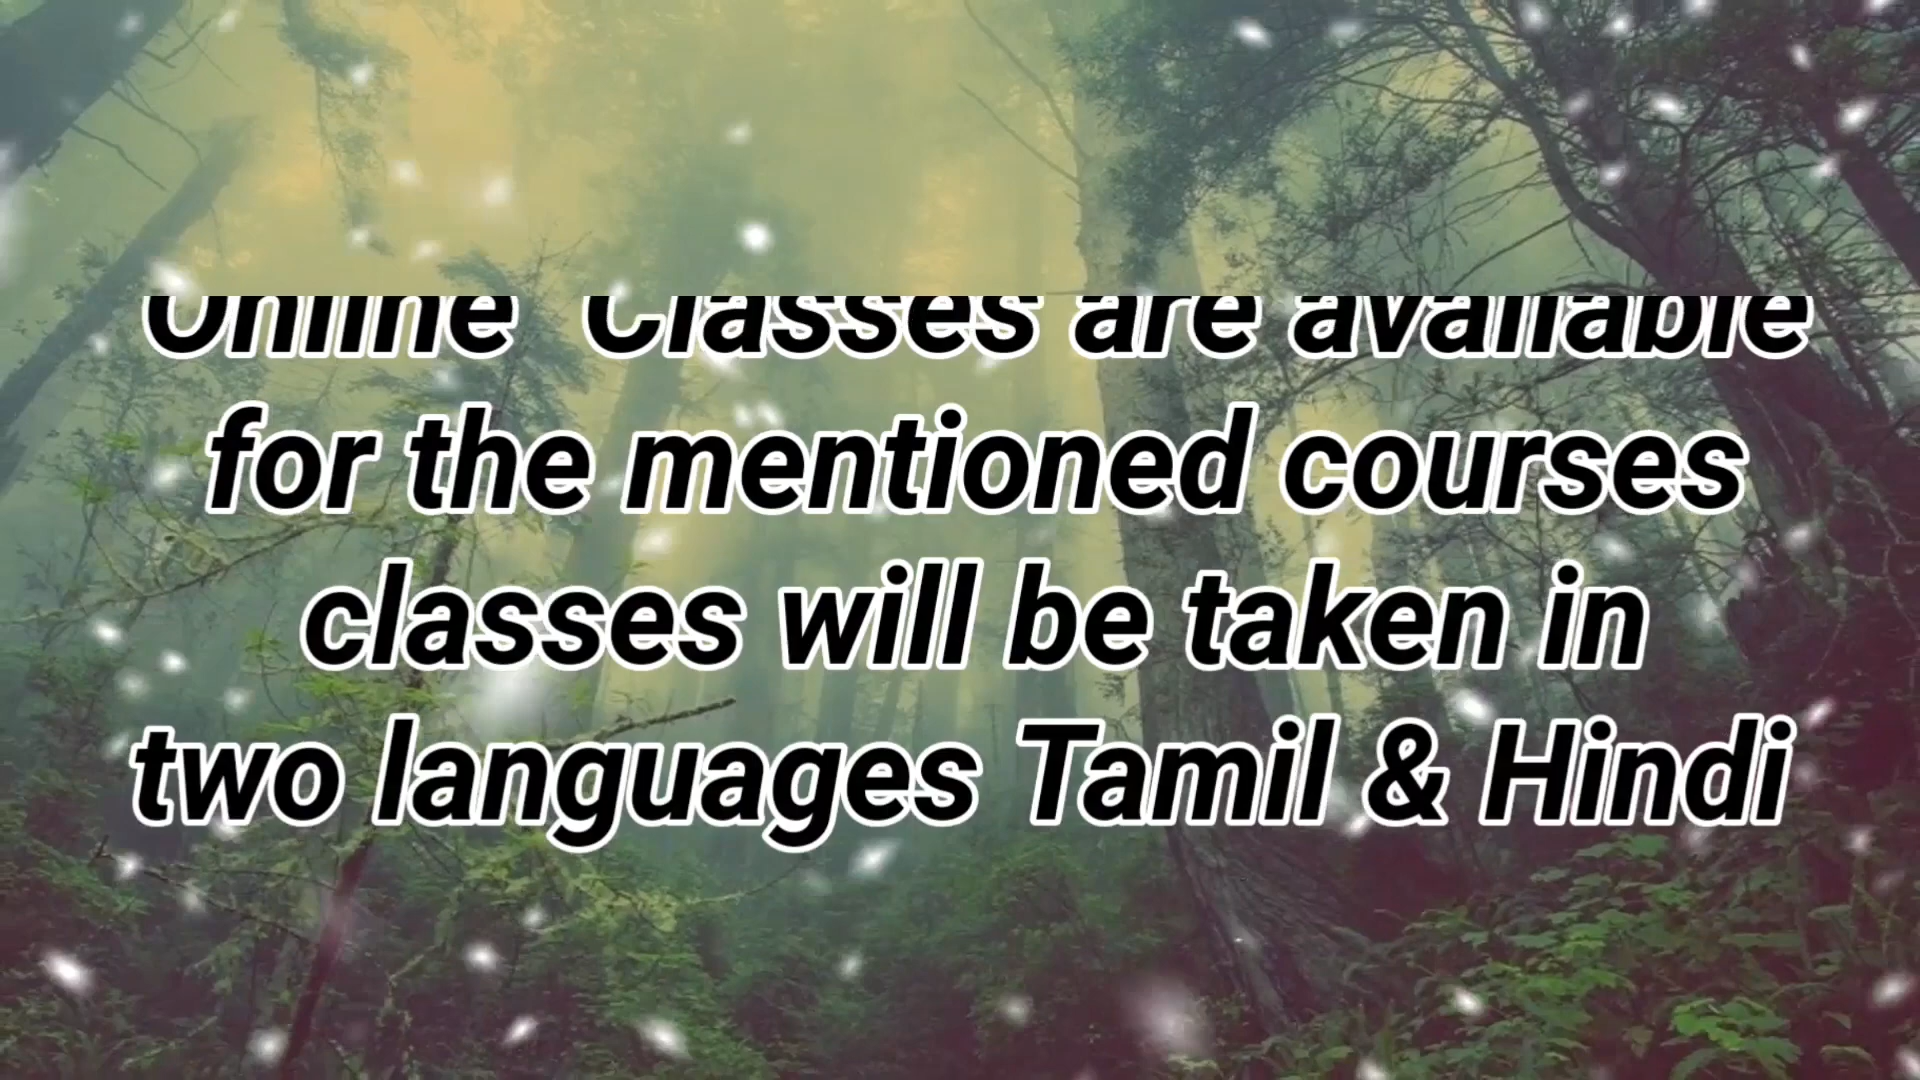 Online Classes are available
for the mentioned courses
classes will be taken in
two languages Tamil & Hindi